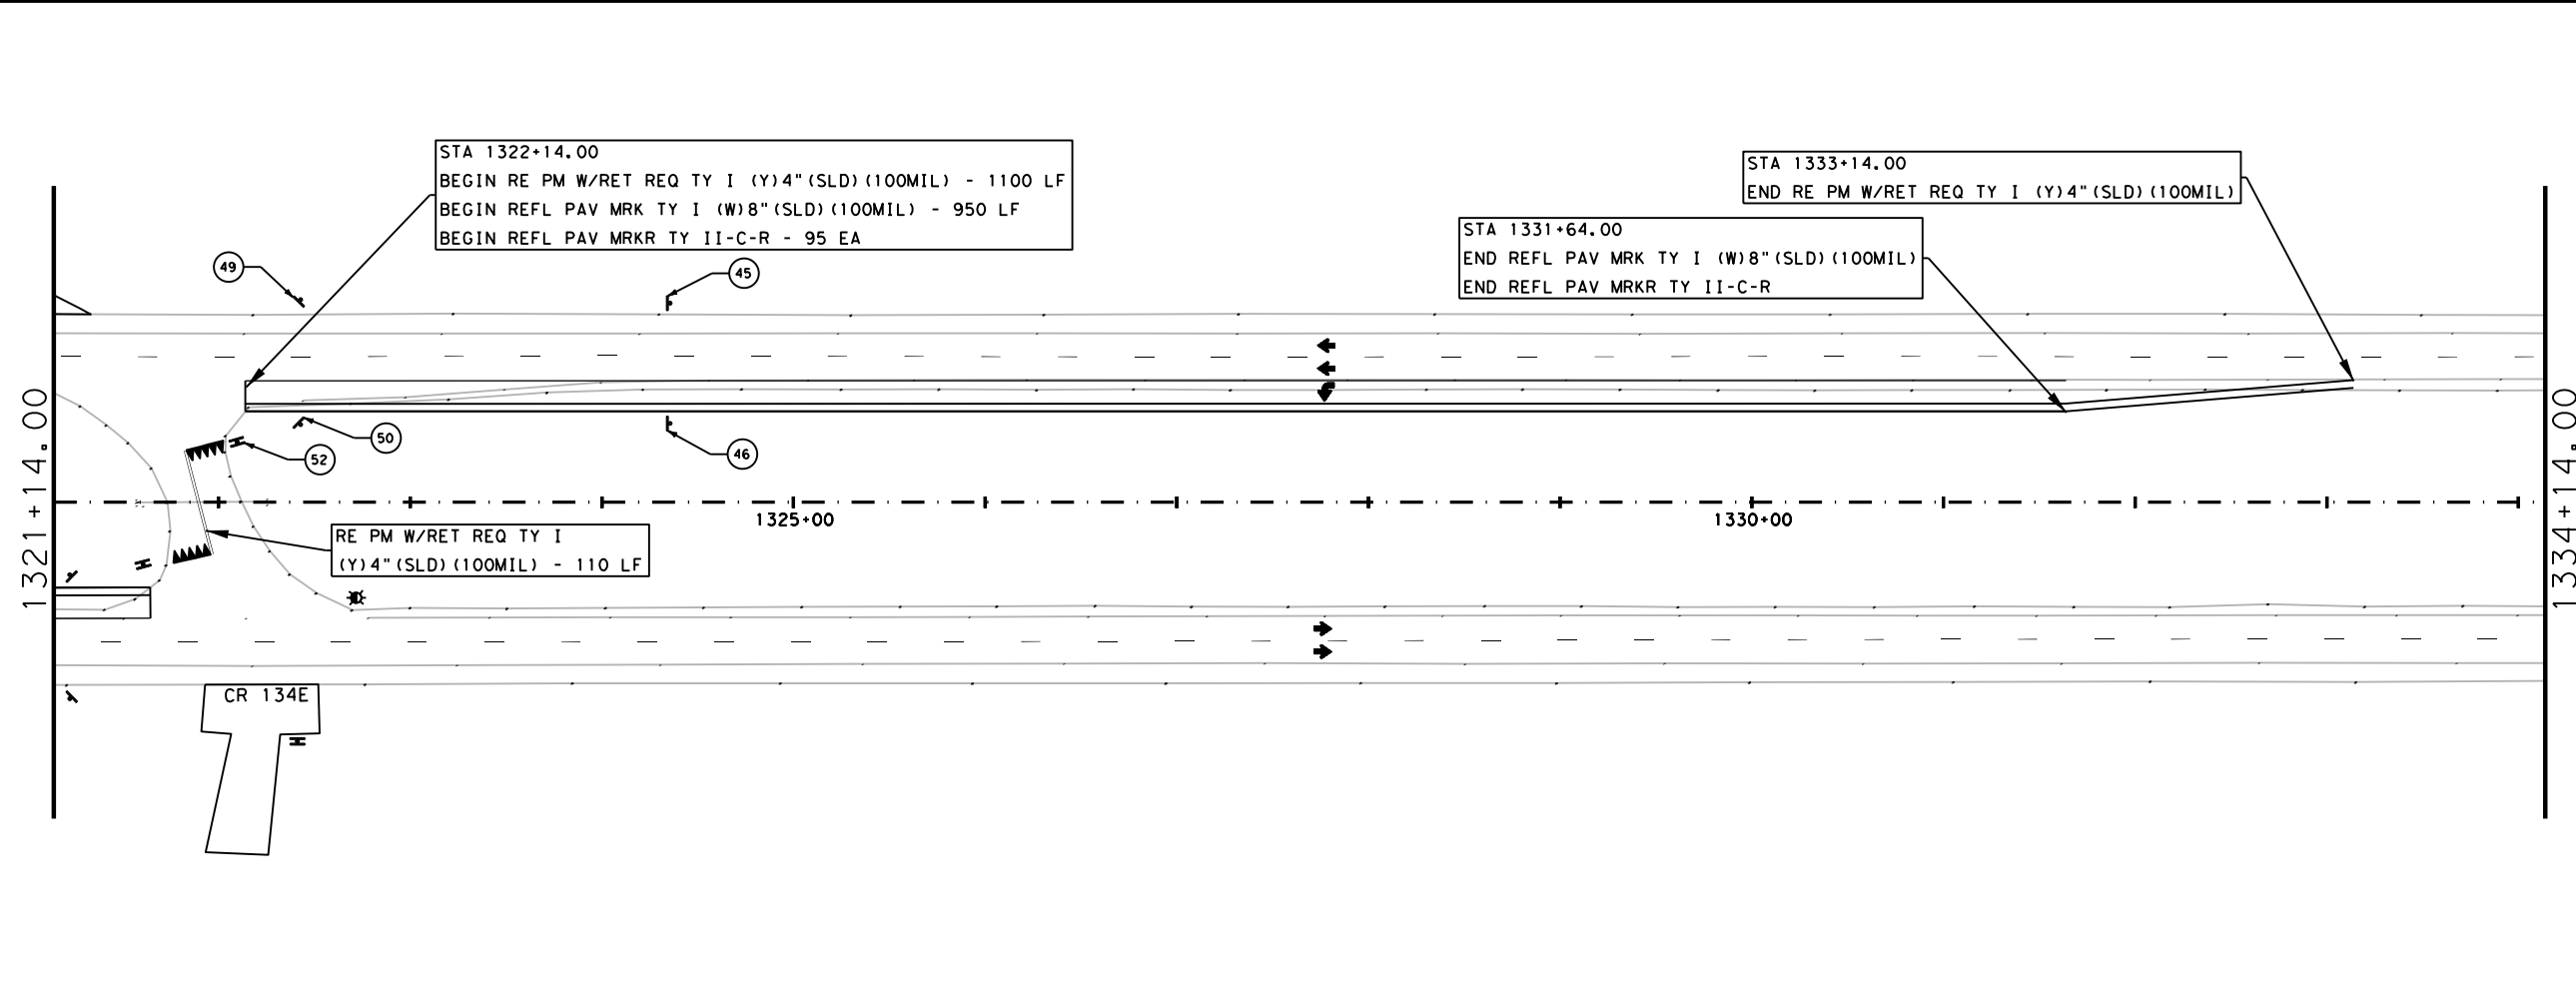 STA 1322+14.00
BEGIN RE PM W/RET REQ TY I (Y)4"(SLD)(100MIL) - 1100 LF
BEGIN REFL PAV MRK TY I (W)8"(SLD)(100MIL) - 950 LF
BEGIN REFL PAV MRKR TY II-C-R - 95 EA
STA 1333+14.00
END RE PM W/RET REQ TY I (Y)4"(SLD)(100MIL)
STA 1331+64.00
END REFL PAV MRK TY I (W)8"(SLD)(100MIL)
END REFL PAV MRKR TY II-C-R
49
45
50
52
46
1321+14.00
1334+14.00
1325+00
1330+00
RE PM W/RET REQ TY I
(Y)4"(SLD)(100MIL) - 110 LF
CR 134E